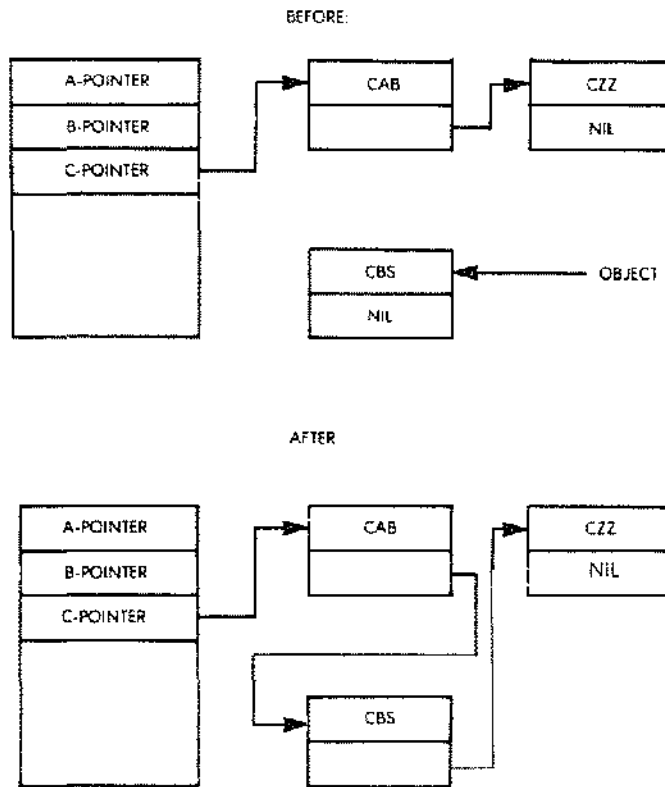 BEFORE:
A-POINTER
B-POINTER
C-POINTER
CAB
CZZ
NIL
CBS
NIL
OBJECT
AFTER
A-POINTER
B-POINTER
C-POINTER
CAB
CZZ
NIL
CBS